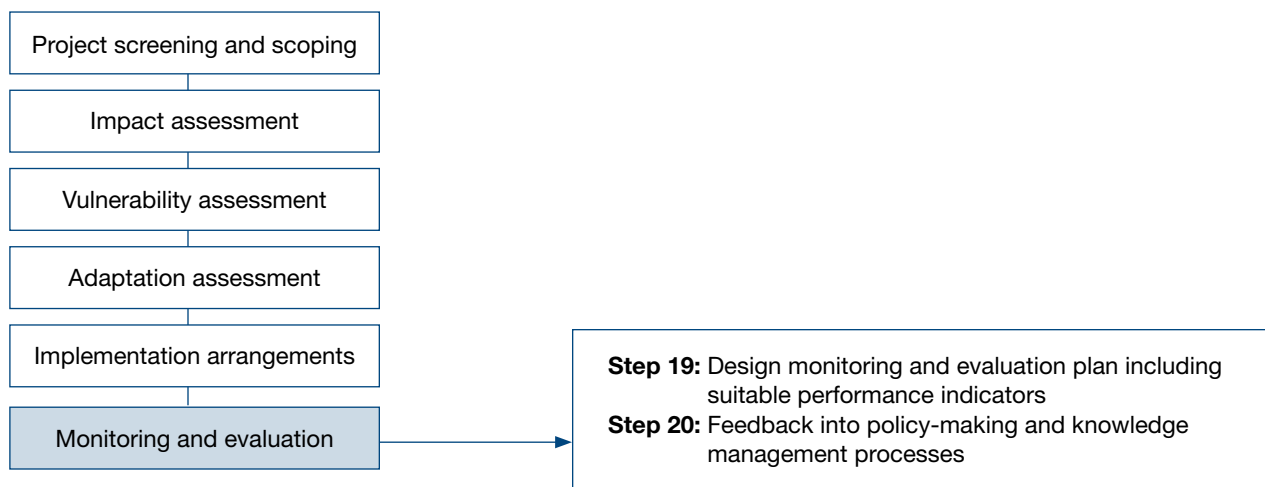 Project screening and scoping
Impact assessment
Vulnerability assessment
Adaptation assessment
Implementation arrangements
Monitoring and evaluation
Step 19: Design monitoring and evaluation plan including
suitable performance indicators
Step 20: Feedback into policy-making and knowledge
management processes